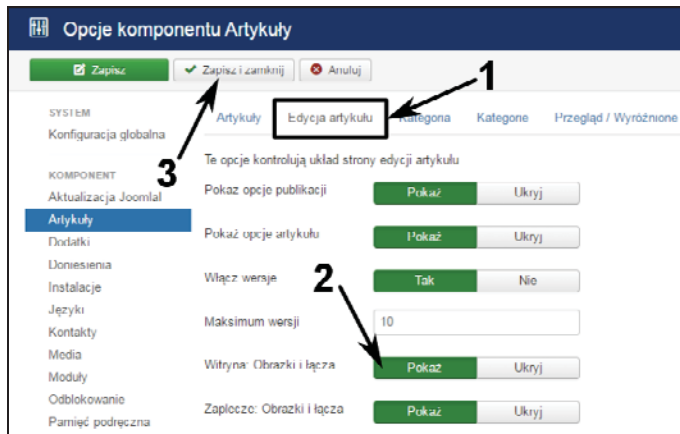 Opcje komponentu Artykuły
Zapisz Zapisz i zamknij Anuluj
1
3
SYSTEM
Konfiguracja globalna
KOMPONENT
Aktualizacja Joomla!
Artykuły
Dodatki
Doniesienia
Instalacje
Języki
Kontakty
Media
Moduły
Odblokowanie
Pamięć podręczna
Artykuły Edycja artykułu Kategoria Kategorie Przegląd / Wyróżnione
Te opcje kontrolują układ strony edycji artykułu
Pokaż opcje publikacji Pokaż Ukryj
Pokaż opcje artykułu Pokaż Ukryj
Włącz wersje Tak Nie
2
Maksimum wersji 10
Witryna: Obrazki i łącza Pokaż Ukryj
Zaplecze: Obrazki i łącza Pokaż Ukryj